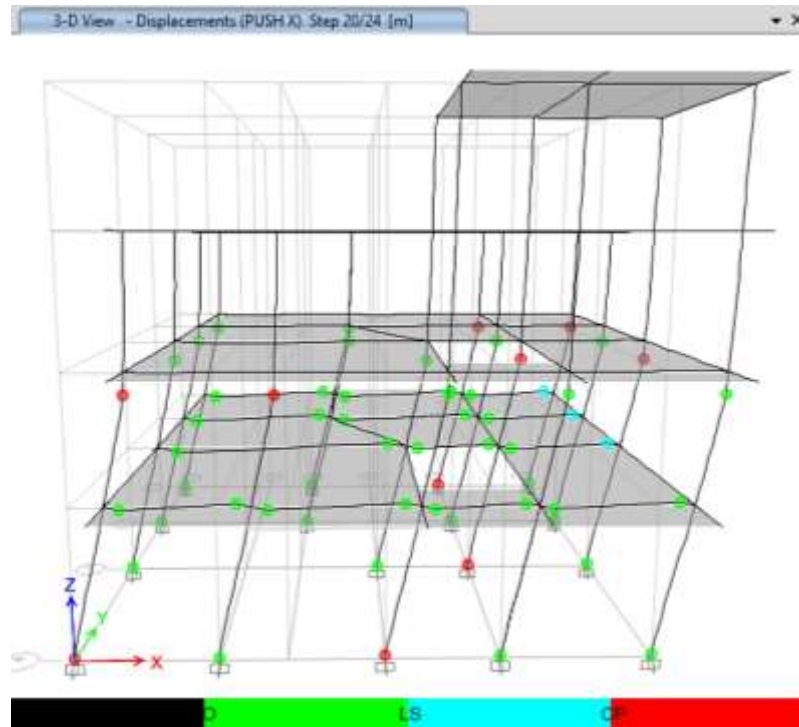 3-D View - Displacements (PUSH X) Step 20/24 [m]
Z
Y
X
IO LS CP